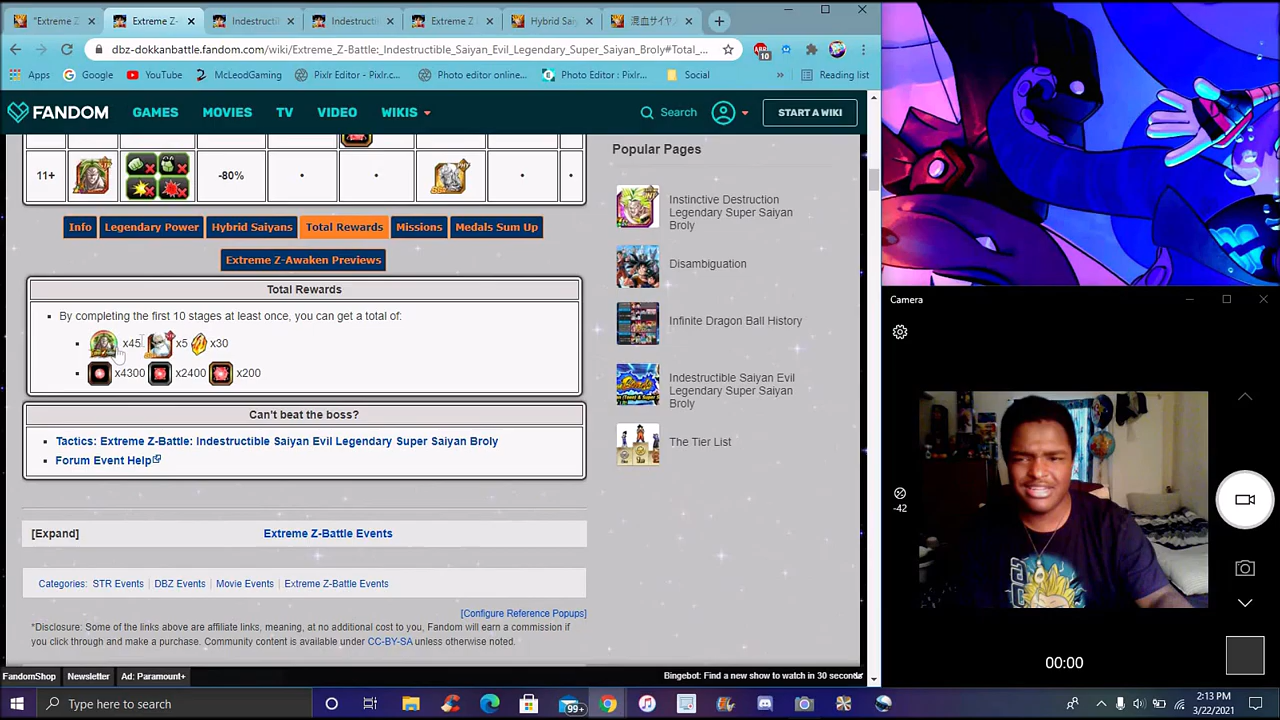 "Extreme Z
Extreme Z-
Indestructi
Indestructi
Extreme Z
Hybrid Sai
混血サイヤ
dbz-dokkanbattle.fandom.com/wiki/Extreme_Z-Battle:_Indestructible_Saiyan_Evil_Legendary_Super_Saiyan_Broly#Total_...
ABP
10
Apps
Google
YouTube
McLeodGaming
Pixlr Editor - Pixlr.c...
Photo editor online...
Photo Editor : Pixlr...
Social
»
Reading list
FANDOM
GAMES
MOVIES
TV
VIDEO
WIKIS
Search
START A WIKI
11+
-80%
Info
Legendary Power
Hybrid Saiyans
Total Rewards
Missions
Medals Sum Up
Extreme Z-Awaken Previews
Total Rewards
By completing the first 10 stages at least once, you can get a total of:
x45
x5
x30
x4300
x2400
x200
Can't beat the boss?
Tactics: Extreme Z-Battle: Indestructible Saiyan Evil Legendary Super Saiyan Broly
Forum Event Help
[Expand]
Extreme Z-Battle Events
Categories: STR Events | DBZ Events | Movie Events | Extreme Z-Battle Events
[Configure Reference Popups]
*Disclosure: Some of the links above are affiliate links, meaning, at no additional cost to you, Fandom will earn a commission if
you click through and make a purchase. Community content is available under CC-BY-SA unless otherwise noted.
Popular Pages
Instinctive Destruction
Legendary Super Saiyan
Broly
Disambiguation
Infinite Dragon Ball History
Indestructible Saiyan Evil
Legendary Super Saiyan
Broly
The Tier List
FandomShop
Newsletter
Ad: Paramount+
Bingebot: Find a new show to watch in 30 seconds
Camera
-42
00:00
Type here to search
99+
2:13 PM
3/22/2021